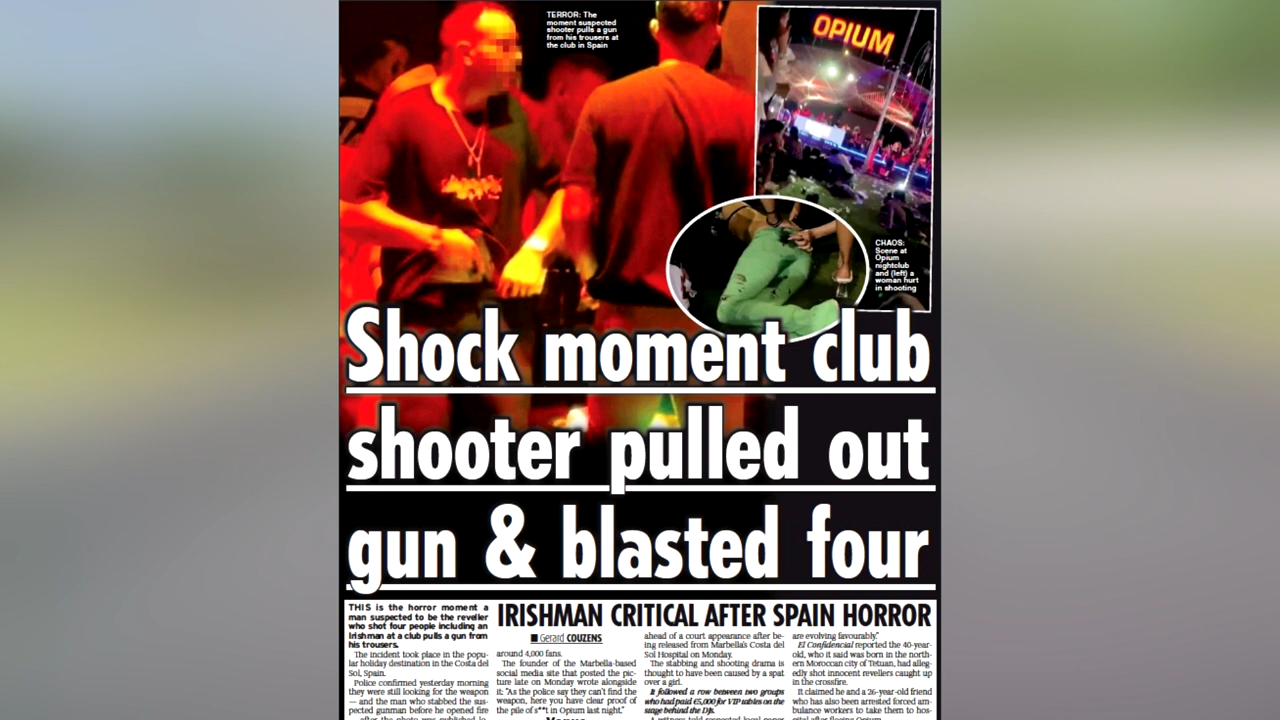 TERROR: The
moment suspected
shooter pulls a gun
from his trousers at
the club in Spain
OPIUM
CHAOS:
Scene at
Opium
nightclub
and (left) a
woman hurt
in shooting
Shock moment club
shooter pulled out
gun & blasted four
IRISHMAN CRITICAL AFTER SPAIN HORROR
THIS is the horror moment a
man suspected to be the reveller
who shot four people including an
Irishman at a club pulls a gun from
his trousers.
The incident took place in the popu-
lar holiday destination in the Costa del
Sol, Spain.
Police confirmed yesterday morning
they were still looking for the weapon
— and the man who stabbed the sus-
pected gunman before he opened fire
— after the photo was published lo-
Gerard COUZENS
around 4,000 fans.
The founder of the Marbella-based
social media site that posted the pic-
ture late on Monday wrote alongside
it: "As the police say they can't find the
weapon, here you have clear proof of
the pile of s**t in Opium last night."
ahead of a court appearance after be-
ing released from Marbella's Costa del
Sol Hospital on Monday.
The stabbing and shooting drama is
thought to have been caused by a spat
over a girl.
It followed a row between two groups
who had paid €5,000 for VIP tables on the
stage behind the DJs.
A witness told respected local paper
are evolving favourably."
El Confidencial reported the 40-year-
old, who it said was born in the north-
ern Moroccan city of Tetuan, had alleg-
edly shot innocent revellers caught up
in the crossfire.
It claimed he and a 26-year-old friend
who has also been arrested forced am-
bulance workers to take them to hos-
pital after fleeing Opium.